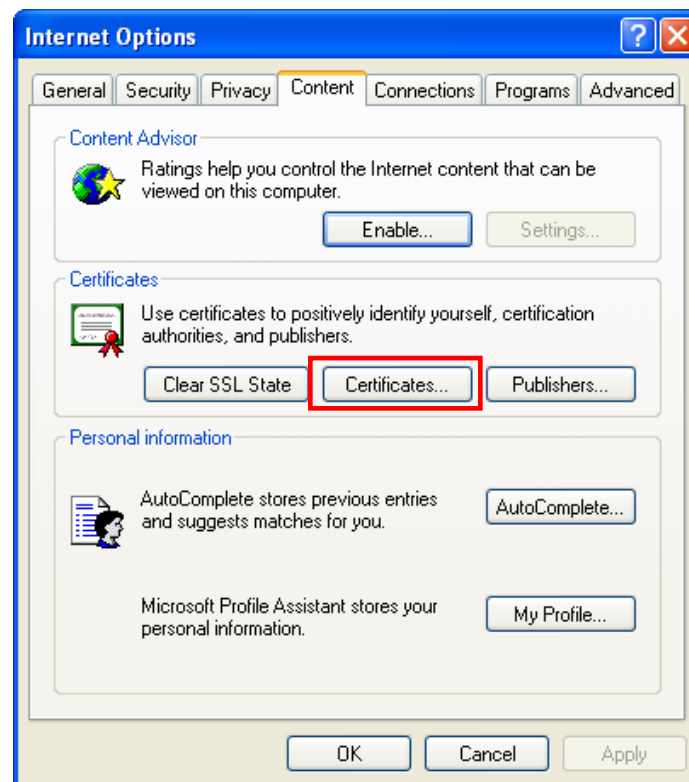 Internet Options
General Security Privacy Content Connections Programs Advanced
Content Advisor
Ratings help you control the Internet content that can be
viewed on this computer.
Enable... Settings...
Certificates
Use certificates to positively identify yourself, certification
authorities, and publishers.
Clear SSL State Certificates... Publishers...
Personal information
AutoComplete stores previous entries
and suggests matches for you.
AutoComplete...
Microsoft Profile Assistant stores your
personal information.
My Profile...
OK Cancel Apply